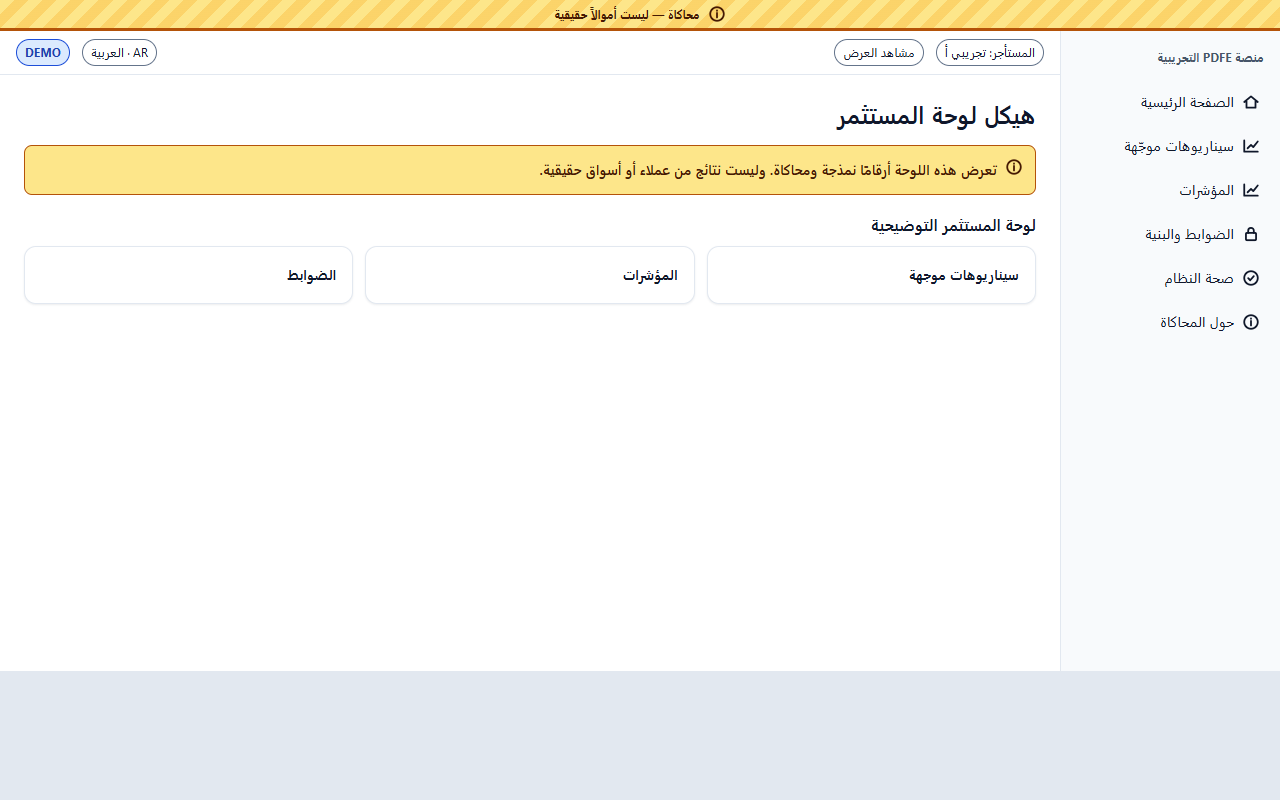 محاكاة — ليست أموالاً حقيقية
منصة PDFE التجريبية
الصفحة الرئيسية
سيناريوهات موجّهة
المؤشرات
الضوابط والبنية
صحة النظام
حول المحاكاة
المستأجر: تجريبي أ
مشاهد العرض
AR · العربية
DEMO
هيكل لوحة المستثمر
تعرض هذه اللوحة أرقامًا نمذجة ومحاكاة. وليست نتائج من عملاء أو أسواق حقيقية.
لوحة المستثمر التوضيحية
سيناريوهات موجهة
المؤشرات
الضوابط